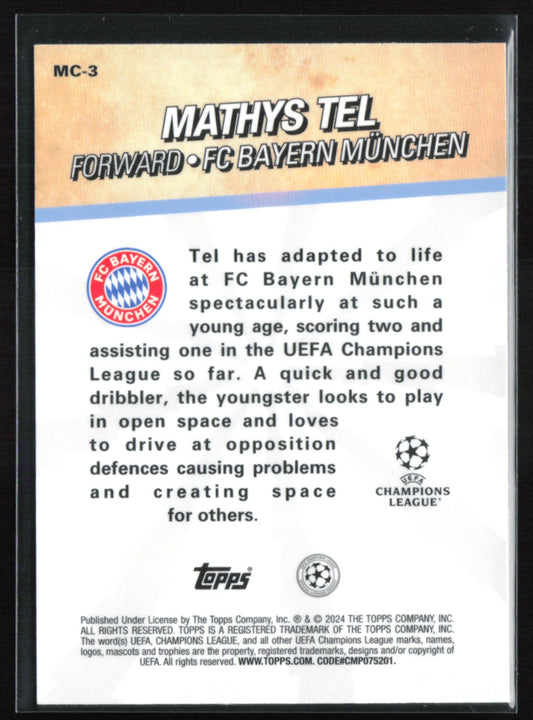 MC-3
MATHYS TEL
FORWARD • FC BAYERN MÜNCHEN
FC BAYERN
MÜNCHEN
Tel has adapted to life
at FC Bayern München
spectacularly at such a
young age, scoring two and
assisting one in the UEFA Champions
League so far. A quick and good
dribbler, the youngster looks to play
in open space and loves
to drive at opposition
defences causing problems
and creating space
for others.
UEFA
CHAMPIONS
LEAGUE®
Topps®
Published Under License by The Topps Company, Inc. ® & © 2024 THE TOPPS COMPANY, INC.
ALL RIGHTS RESERVED. TOPPS IS A REGISTERED TRADEMARK OF THE TOPPS COMPANY, INC.
The word(s) UEFA, CHAMPIONS LEAGUE, and all other UEFA Champions League marks, names,
logos, mascots and trophies are the property, registered trademarks, designs and/or copyright of
UEFA. All rights reserved. WWW.TOPPS.COM. CODE#CMP075201.